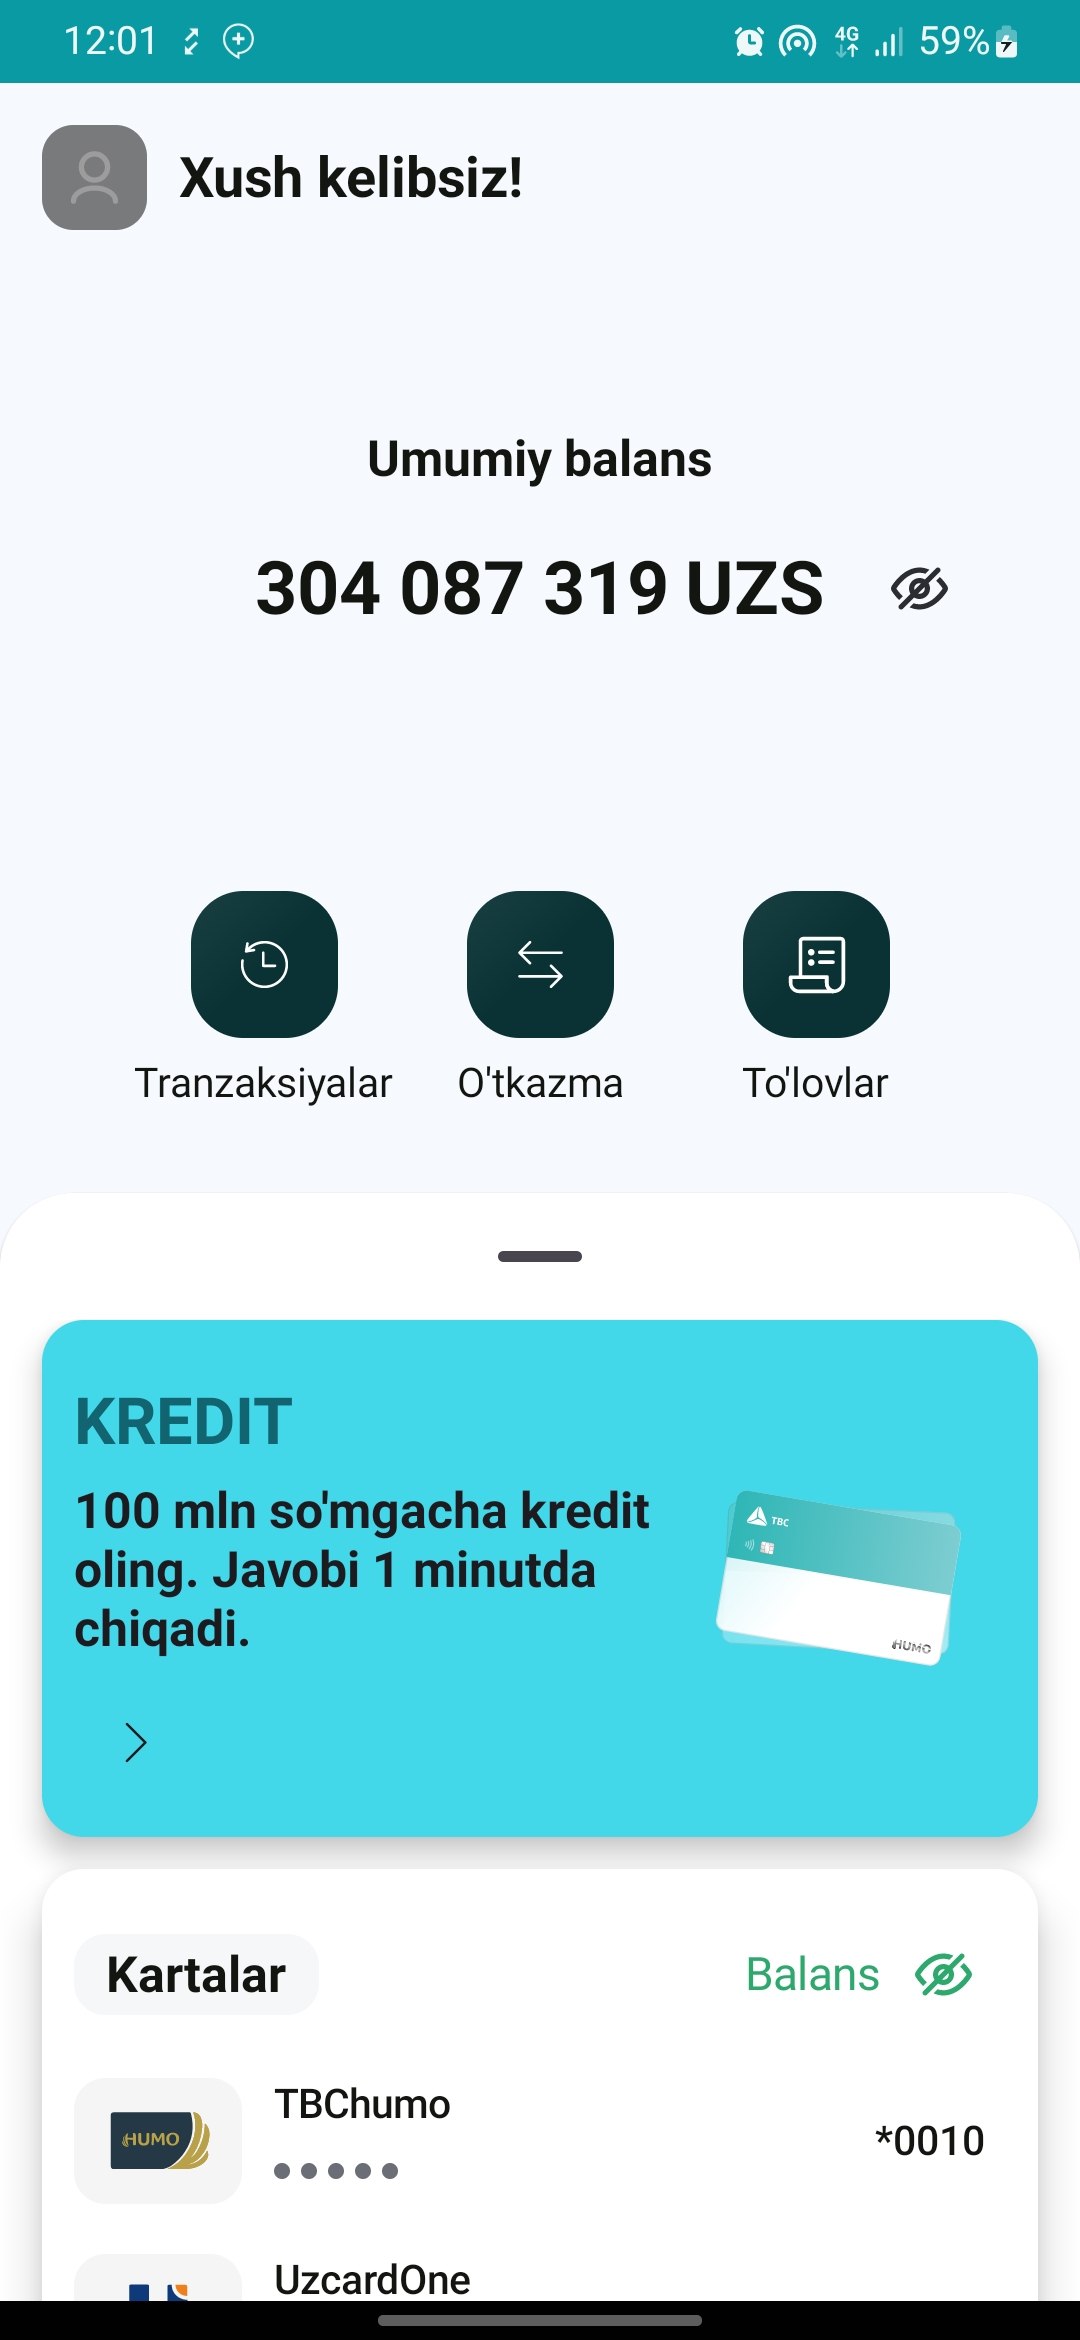 12:01
4G
59%
Xush kelibsiz!
Umumiy balans
304 087 319 UZS
Tranzaksiyalar
O'tkazma
To'lovlar
KREDIT
100 mln so'mgacha kredit
oling. Javobi 1 minutda
chiqadi.
TBC
HUMO
Kartalar
Balans
HUMO
TBChumo
*0010
UzcardOne